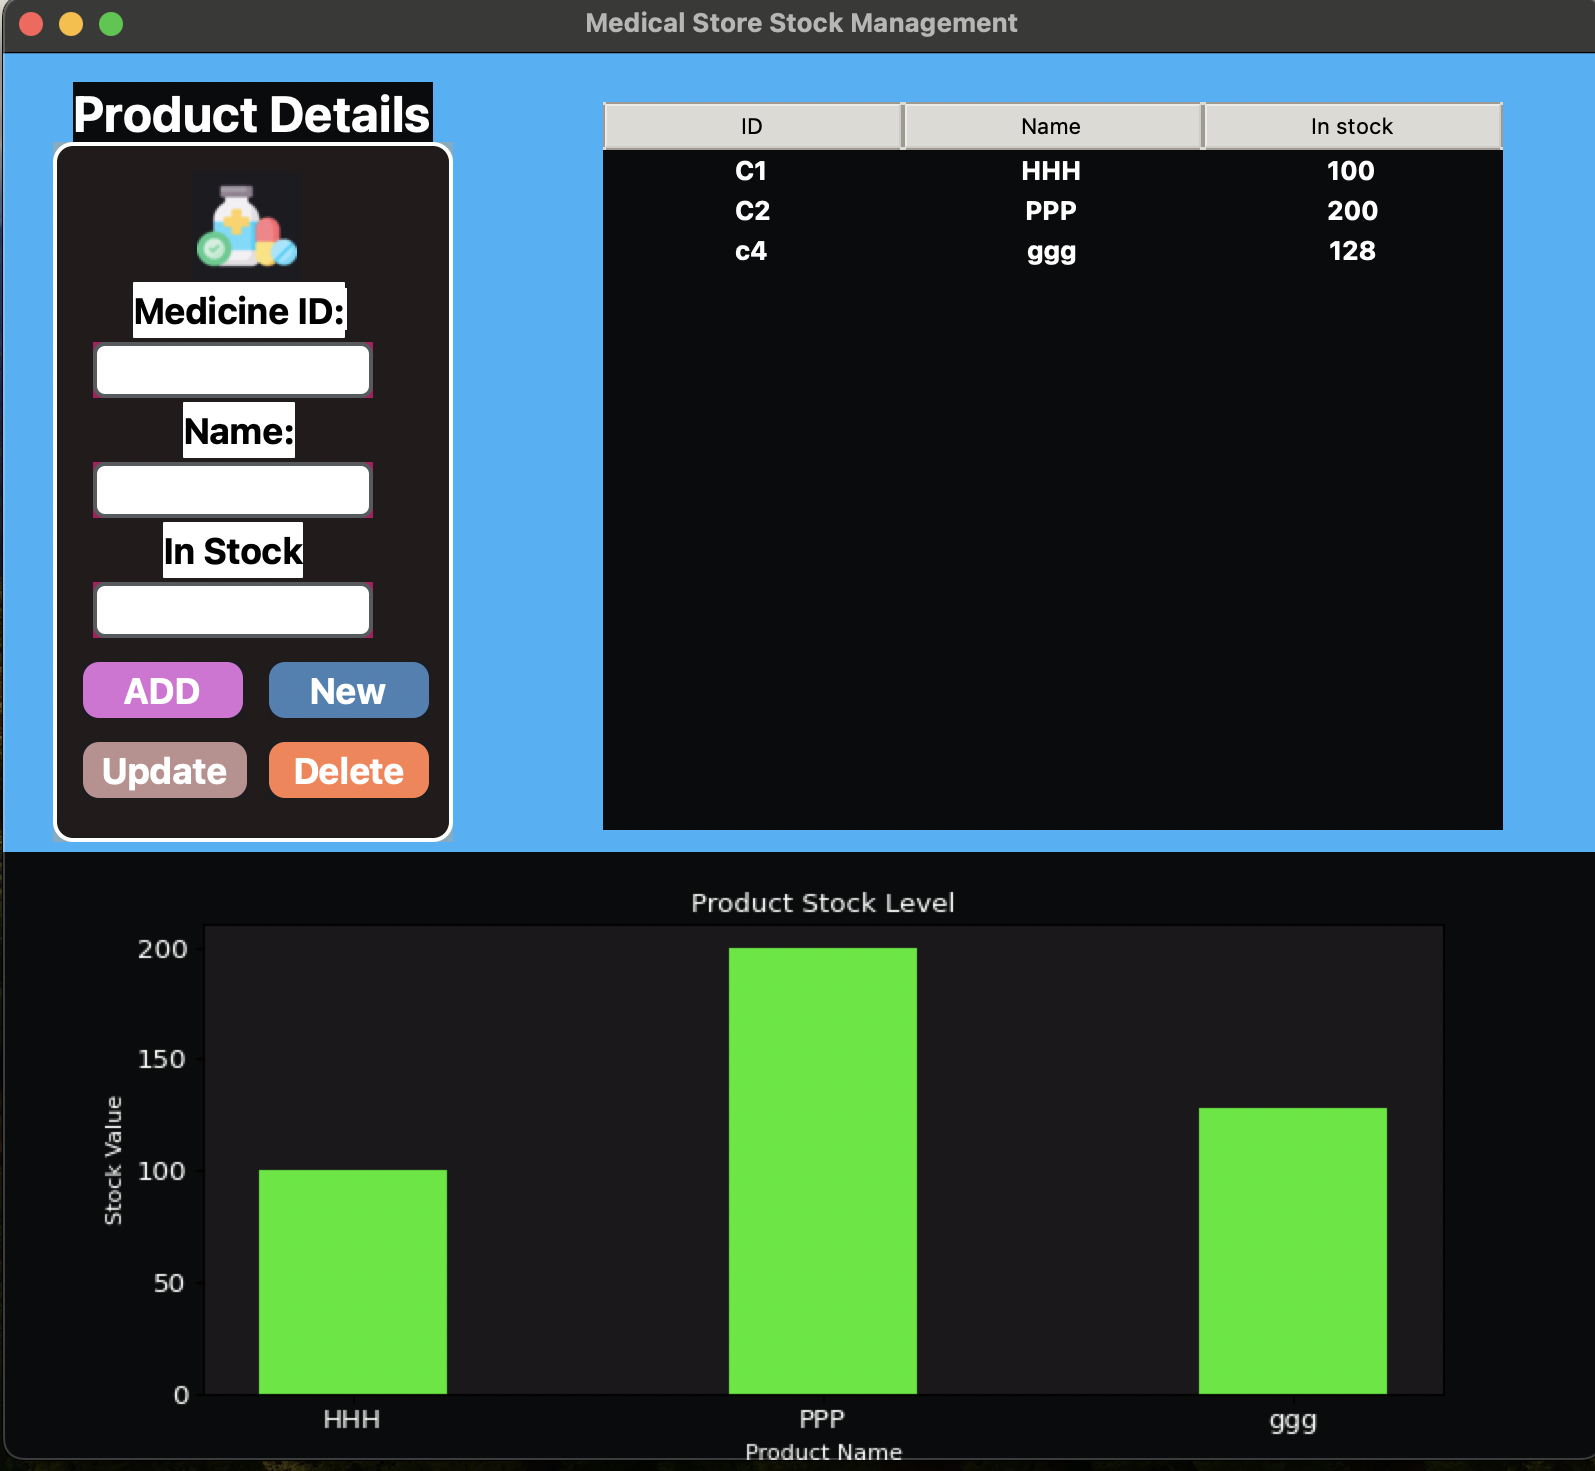 Medical Store Stock Management
Product Details
Medicine ID:
Name:
In Stock
ADD New
Update Delete
ID Name In stock
C1 HHH 100
C2 PPP 200
c4 ggg 128
Product Stock Level
200
150
100
50
0
Stock Value
HHH PPP ggg
Product Name